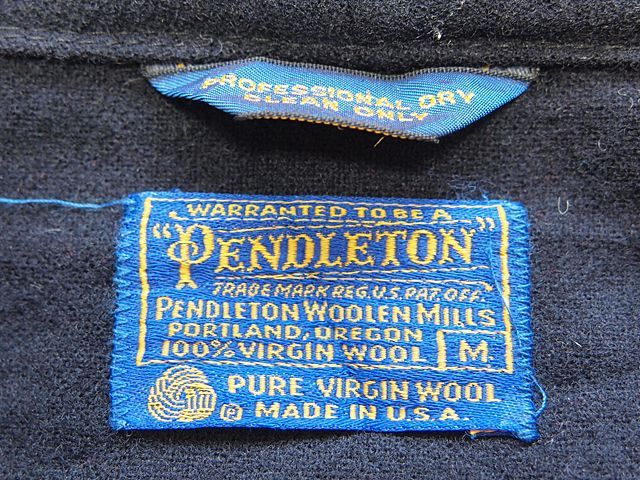 PROFESSIONAL DRY
CLEAN ONLY
WARRANTED TO BE A
"PENDLETON"
TRADE MARK REG. U.S. PAT. OFF.
PENDLETON WOOLEN MILLS
PORTLAND, OREGON
100% VIRGIN WOOL M.
PURE VIRGIN WOOL
® MADE IN U.S.A.